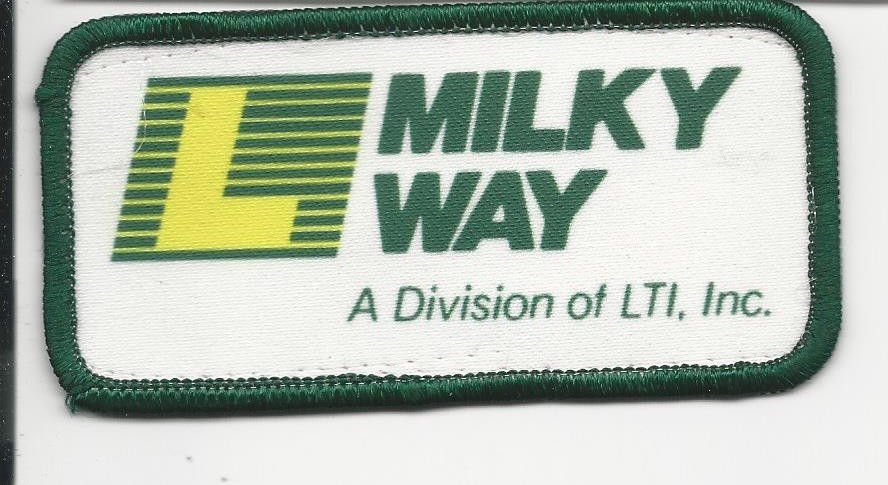 L MILKY
WAY
A Division of LTI, Inc.